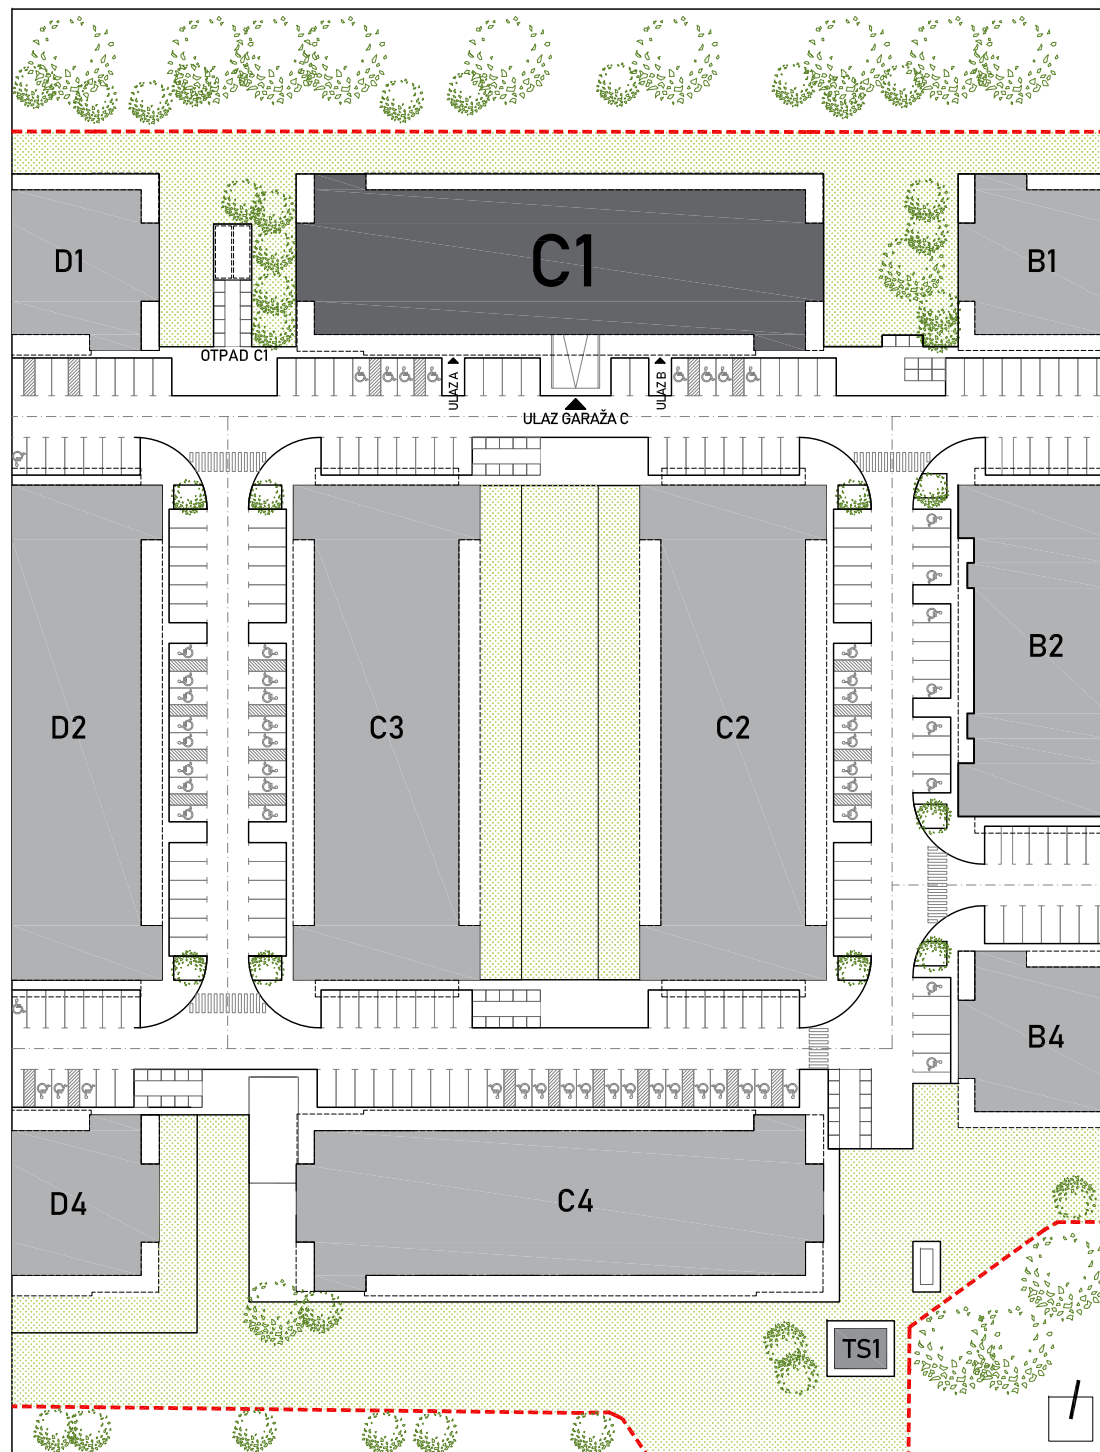 D1
C1
B1
OTPAD C1
ULAZ A
ULAZ B
ULAZ GARAŽA C
D2
C3
C2
B2
B4
D4
C4
TS1